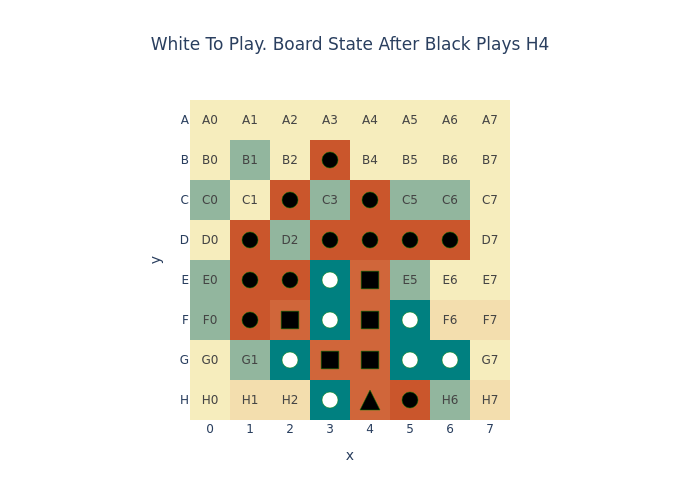 White To Play. Board State After Black Plays H4
A A0 A1 A2 A3 A4 A5 A6 A7
B B0 B1 B2 B4 B5 B6 B7
C C0 C1 C3 C5 C6 C7
D D0 D2 D7
E E0 E5 E6 E7
F F0 F6 F7
G G0 G1 G7
H H0 H1 H2 H6 H7
0 1 2 3 4 5 6 7
x
y